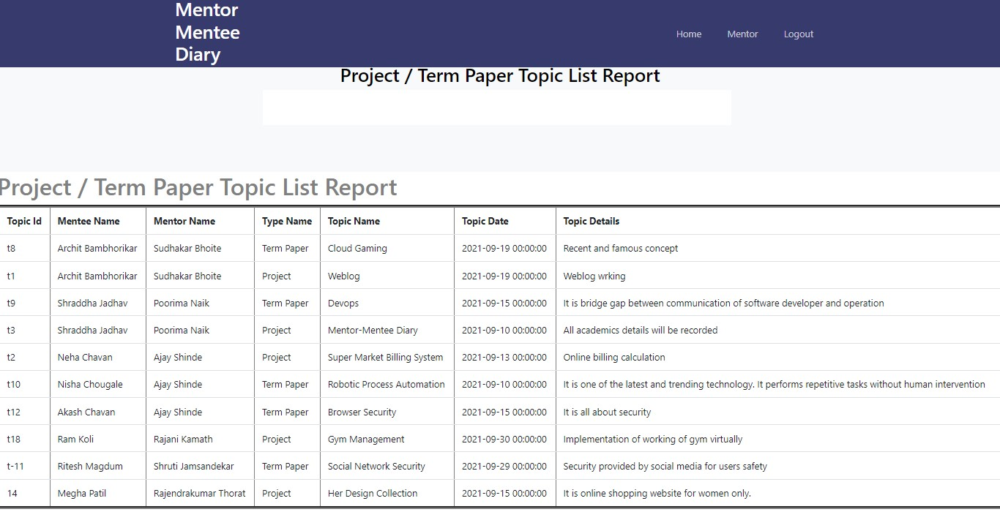 Mentor
Mentee
Diary
Home Mentor Logout
Project / Term Paper Topic List Report
Project / Term Paper Topic List Report
Topic Id Mentee Name Mentor Name Type Name Topic Name Topic Date Topic Details
t8 Archit Bambhorikar Sudhakar Bhoite Term Paper Cloud Gaming 2021-09-19 00:00:00 Recent and famous concept
t1 Archit Bambhorikar Sudhakar Bhoite Project Weblog 2021-09-19 00:00:00 Weblog wrking
t9 Shraddha Jadhav Poorima Naik Term Paper Devops 2021-09-15 00:00:00 It is bridge gap between communication of software developer and operation
t3 Shraddha Jadhav Poorima Naik Project Mentor-Mentee Diary 2021-09-10 00:00:00 All academics details will be recorded
t2 Neha Chavan Ajay Shinde Project Super Market Billing System 2021-09-13 00:00:00 Online billing calculation
t10 Nisha Chougale Ajay Shinde Term Paper Robotic Process Automation 2021-09-10 00:00:00 It is one of the latest and trending technology. It performs repetitive tasks without human intervention
t12 Akash Chavan Ajay Shinde Term Paper Browser Security 2021-09-15 00:00:00 It is all about security
t18 Ram Koli Rajani Kamath Project Gym Management 2021-09-30 00:00:00 Implementation of working of gym virtually
t-11 Ritesh Magdum Shruti Jamsandekar Term Paper Social Network Security 2021-09-29 00:00:00 Security provided by social media for users safety
14 Megha Patil Rajendrakumar Thorat Project Her Design Collection 2021-09-15 00:00:00 It is online shopping website for women only.